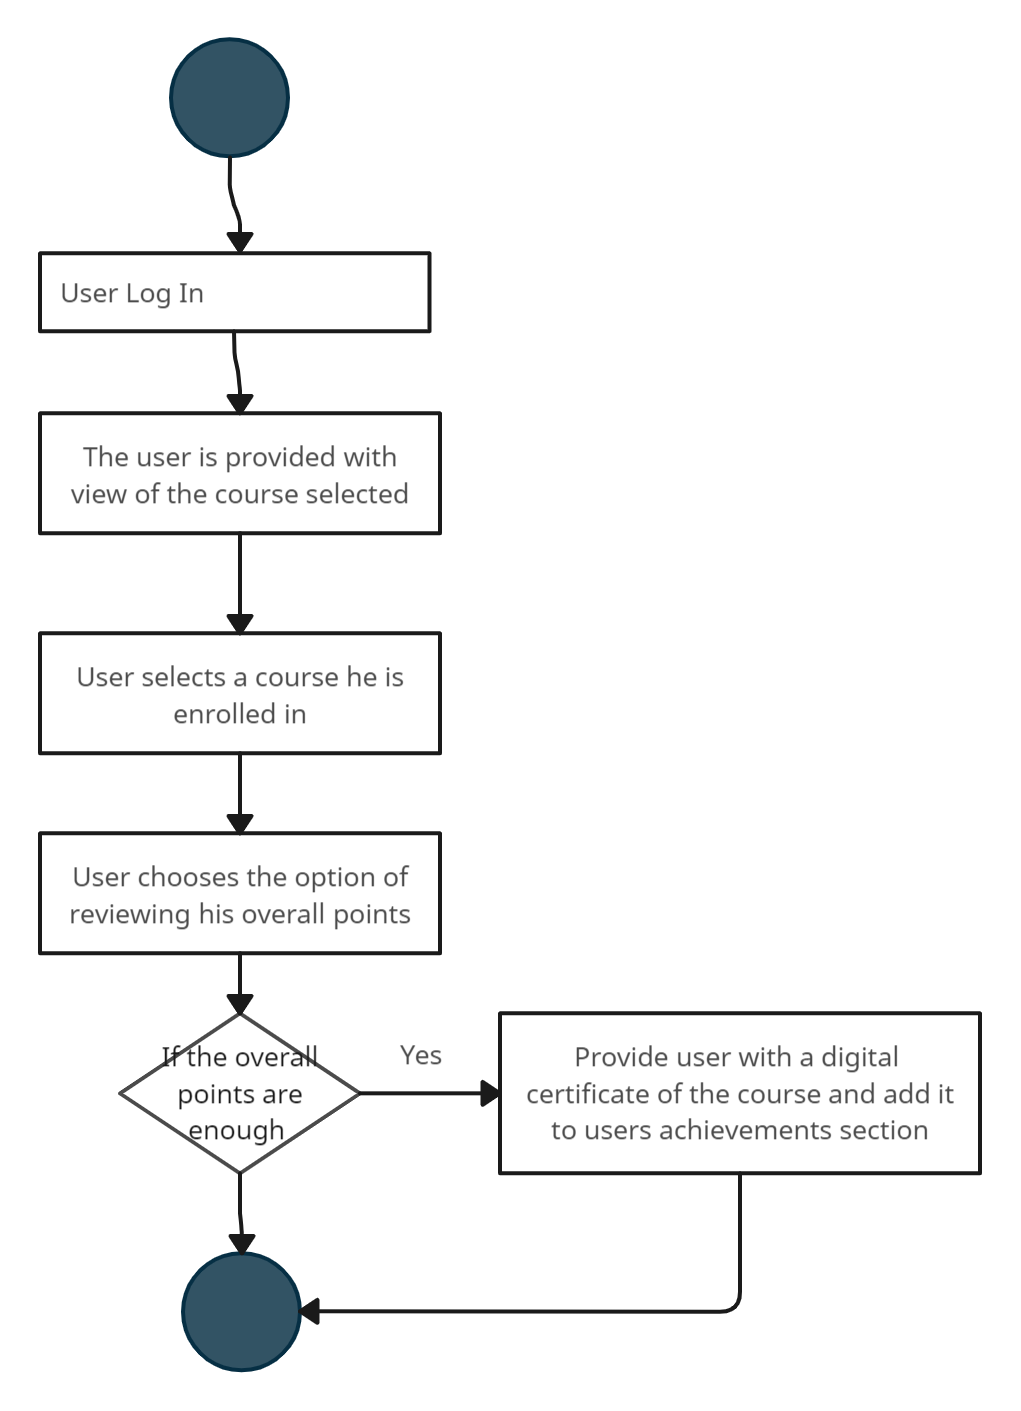 User Log In
The user is provided with
view of the course selected
User selects a course he is
enrolled in
User chooses the option of
reviewing his overall points
If the overall
points are
enough
Yes
Provide user with a digital
certificate of the course and add it
to users achievements section